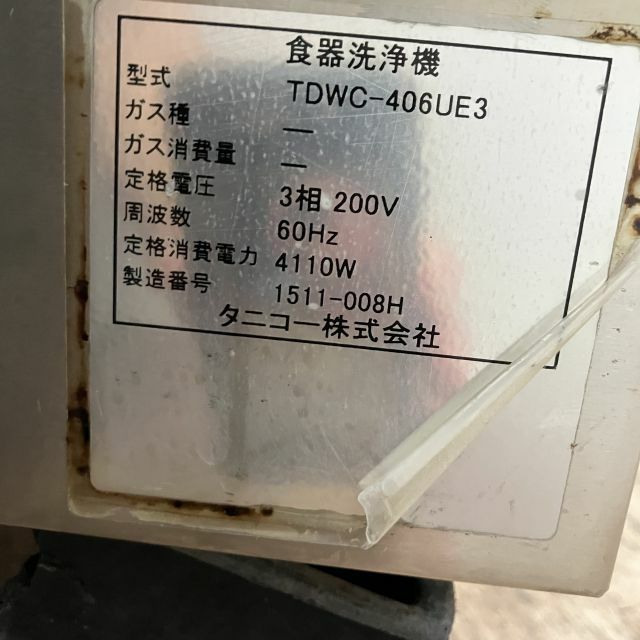 食器洗浄機
型式 TDWC-406UE3
ガス種 —
ガス消費量 —
定格電圧 3相 200V
周波数 60Hz
定格消費電力 4110W
製造番号 1511-008H
タニコー株式会社